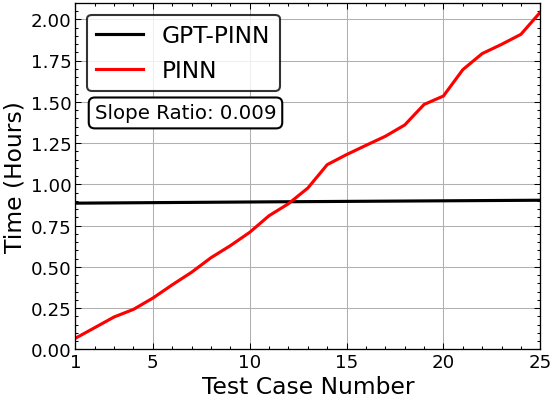 GPT-PINN
PINN
Slope Ratio: 0.009
Time (Hours)
2.00
1.75
1.50
1.25
1.00
0.75
0.50
0.25
0.00
1 5 10 15 20 25
Test Case Number